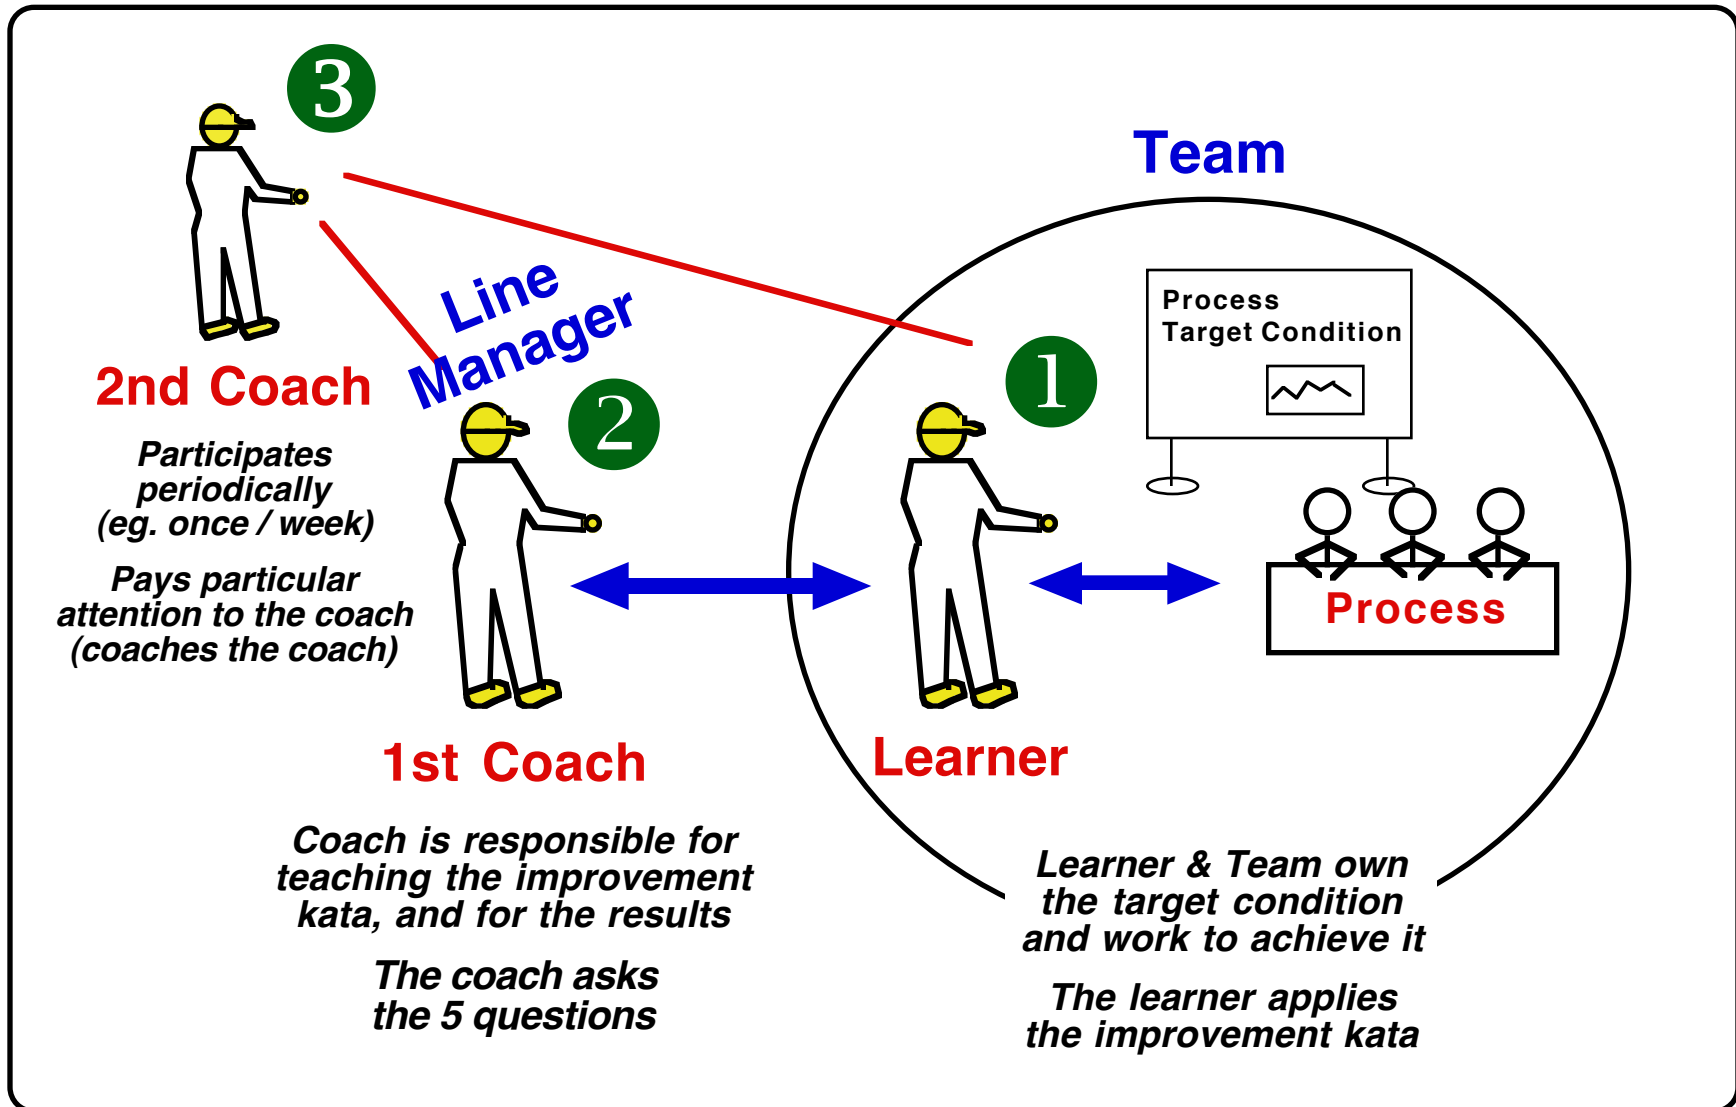 3
2nd Coach
Participates
periodically
(eg. once / week)
Pays particular
attention to the coach
(coaches the coach)
Line
Manager
2
1st Coach
Coach is responsible for
teaching the improvement
kata, and for the results
The coach asks
the 5 questions
Team
Process
Target Condition
1
Process
Learner
Learner & Team own
the target condition
and work to achieve it
The learner applies
the improvement kata